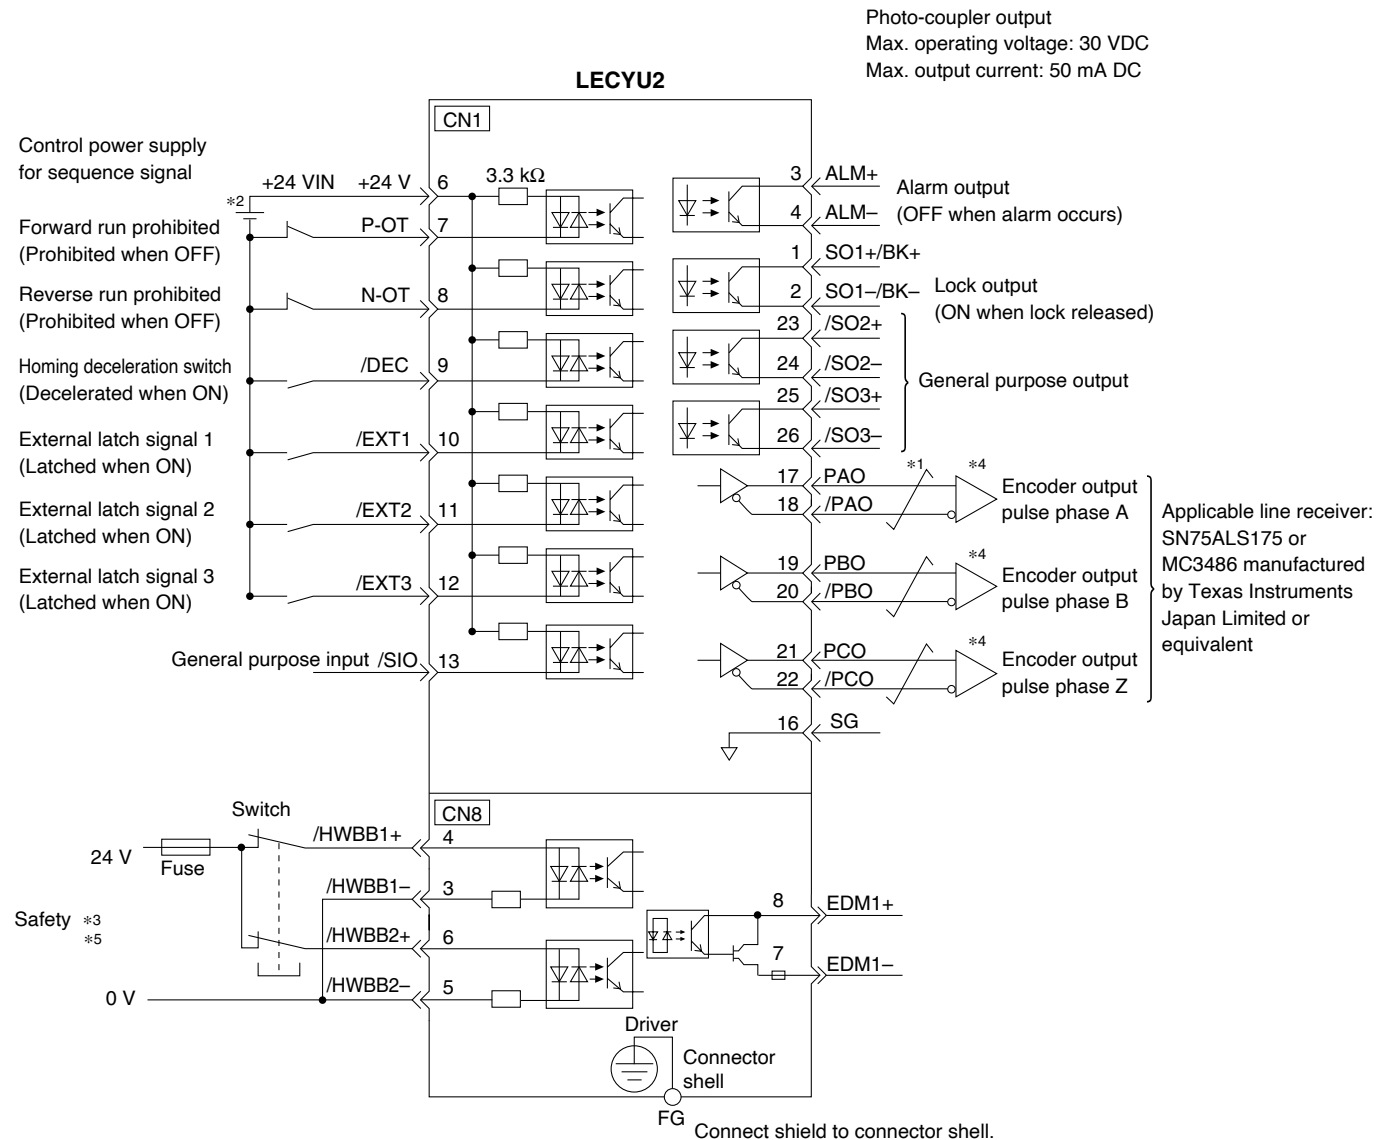 Photo-coupler output
Max. operating voltage: 30 VDC
Max. output current: 50 mA DC
LECYU2
CN1
Control power supply
for sequence signal
+24 VIN
+24 V
6
3.3 kΩ
*2
Forward run prohibited
(Prohibited when OFF)
P-OT
7
Reverse run prohibited
(Prohibited when OFF)
N-OT
8
Homing deceleration switch
(Decelerated when ON)
/DEC
9
External latch signal 1
(Latched when ON)
/EXT1
10
External latch signal 2
(Latched when ON)
/EXT2
11
External latch signal 3
(Latched when ON)
/EXT3
12
General purpose input
/SIO
13
3
ALM+
4
ALM–
Alarm output
(OFF when alarm occurs)
1
SO1+/BK+
2
SO1–/BK–
Lock output
(ON when lock released)
23
/SO2+
24
/SO2–
25
/SO3+
26
/SO3–
General purpose output
17
PAO
18
/PAO
*1
*4
Encoder output
pulse phase A
19
PBO
20
/PBO
*4
Encoder output
pulse phase B
21
PCO
22
/PCO
*4
Encoder output
pulse phase Z
Applicable line receiver:
SN75ALS175 or
MC3486 manufactured
by Texas Instruments
Japan Limited or
equivalent
16
SG
CN8
Switch
24 V
Fuse
/HWBB1+
4
/HWBB1–
3
Safety *3
*5
/HWBB2+
6
/HWBB2–
5
0 V
8
EDM1+
7
EDM1–
Driver
Connector
shell
FG
Connect shield to connector shell.